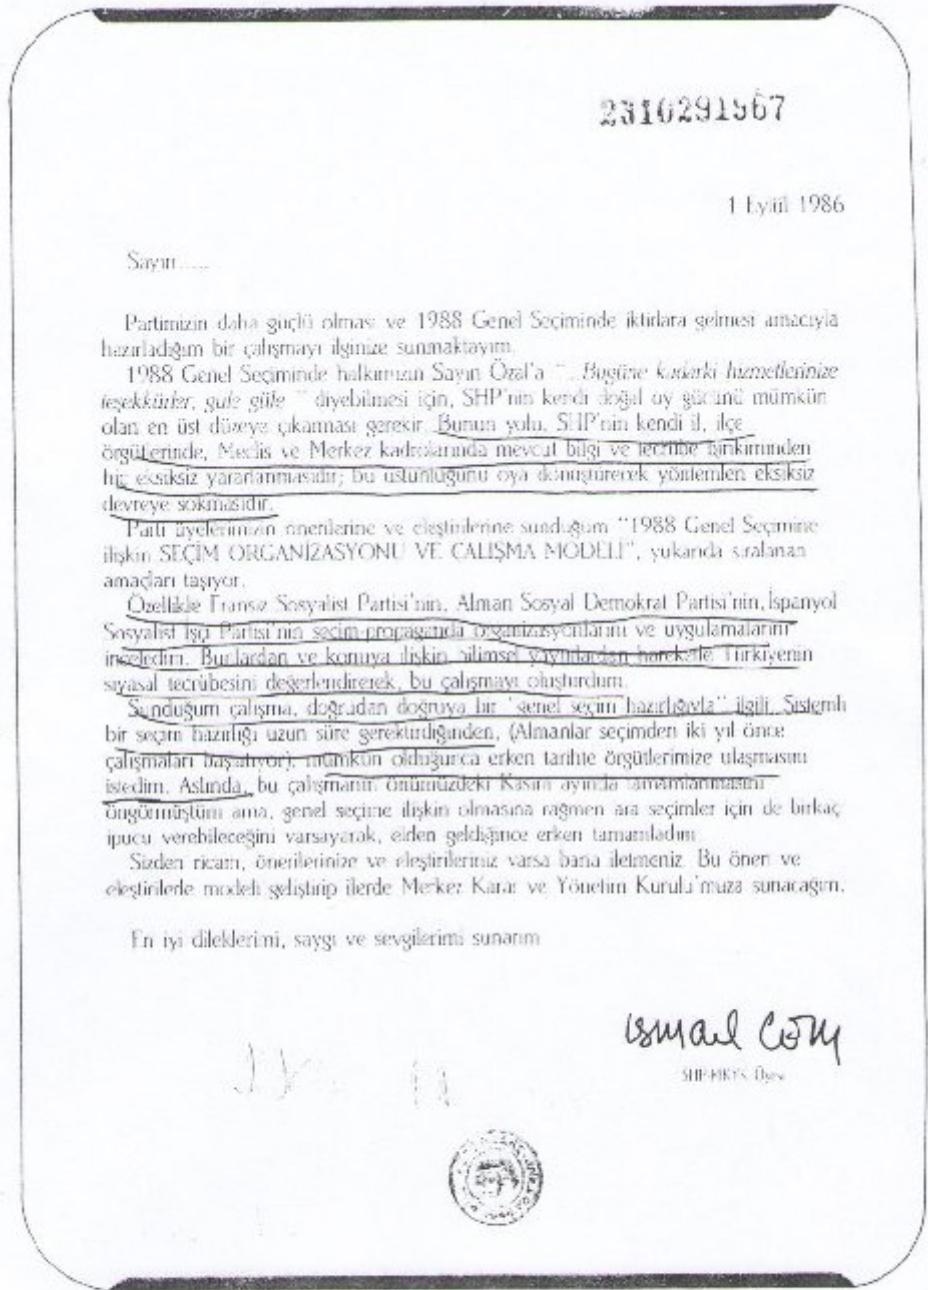 2310291967
1 Eylül 1986
Sayın.....
Partimizin daha güçlü olması ve 1988 Genel Seçiminde iktidara gelmesi amacıyla
hazırladığım bir çalışmayı ilginize sunmaktayım.
1988 Genel Seçiminde halkımızın Sayın Özal'a "...Bugüne kadarki hizmetlerinize
teşekkürler, güle güle " diyebilmesi için, SHP'nin kendi doğal oy gücünü mümkün
olan en üst düzeye çıkarması gerekir. Bunun yolu, SHP'nin kendi il, ilçe
örgütlerinde, Meclis ve Merkez kadrolarında mevcut bilgi ve tecrübe birikiminden
hiç eksiksiz yararlanmasıdır; bu üstünlüğünü oya dönüştürecek yöntemleri eksiksiz
devreye sokmasıdır.
Parti üyelerimizin önerilerine ve eleştirilerine sunduğum "1988 Genel Seçimine
ilişkin SEÇİM ORGANİZASYONU VE ÇALIŞMA MODELİ", yukarıda sıralanan
amaçları taşıyor.
Özellikle Fransız Sosyalist Partisi'nin, Alman Sosyal Demokrat Partisi'nin, İspanyol
Sosyalist İşçi Partisi'nin seçim-propaganda organizasyonlarını ve uygulamalarını
inceledim. Bunlardan ve konuya ilişkin bilimsel yayınlardan hareketle Türkiyenin
siyasal tecrübesini değerlendirerek, bu çalışmayı oluşturdum.
Sunduğum çalışma, doğrudan doğruya bir "genel seçim hazırlığıyla" ilgili. Sistemli
bir seçim hazırlığı uzun süre gerektirdiğinden, (Almanlar seçimden iki yıl önce
çalışmaları başlatıyor), mümkün olduğunca erken tarihte örgütlerimize ulaşmasını
istedim. Aslında, bu çalışmanın önümüzdeki Kasım ayında tamamlanmasını
öngörmüştüm ama, genel seçime ilişkin olmasına rağmen ara seçimler için de birkaç
ipucu verebileceğini varsayarak, elden geldiğince erken tamamladım.
Sizden ricam, önerilerinize ve eleştirileriniz varsa bana iletmeniz. Bu öneri ve
eleştirilerle modeli geliştirip ilerde Merkez Karar ve Yönetim Kurulu'muza sunacağım.
En iyi dileklerimi, saygı ve sevgilerimi sunarım
ismail Cem
SHP-MKYK Üyesi